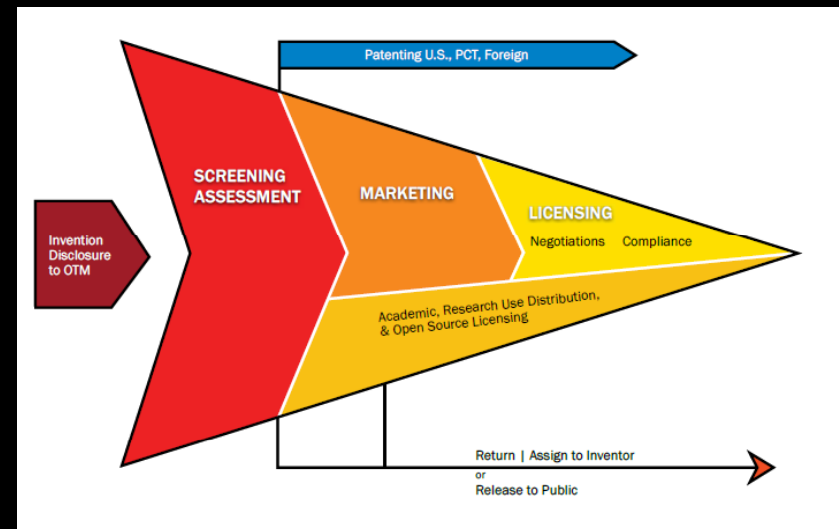 Patenting U.S., PCT, Foreign
SCREENING
ASSESSMENT
MARKETING
LICENSING
Negotiations Compliance
Invention
Disclosure
to OTM
Academic, Research Use Distribution,
& Open Source Licensing
Return | Assign to Inventor
or
Release to Public